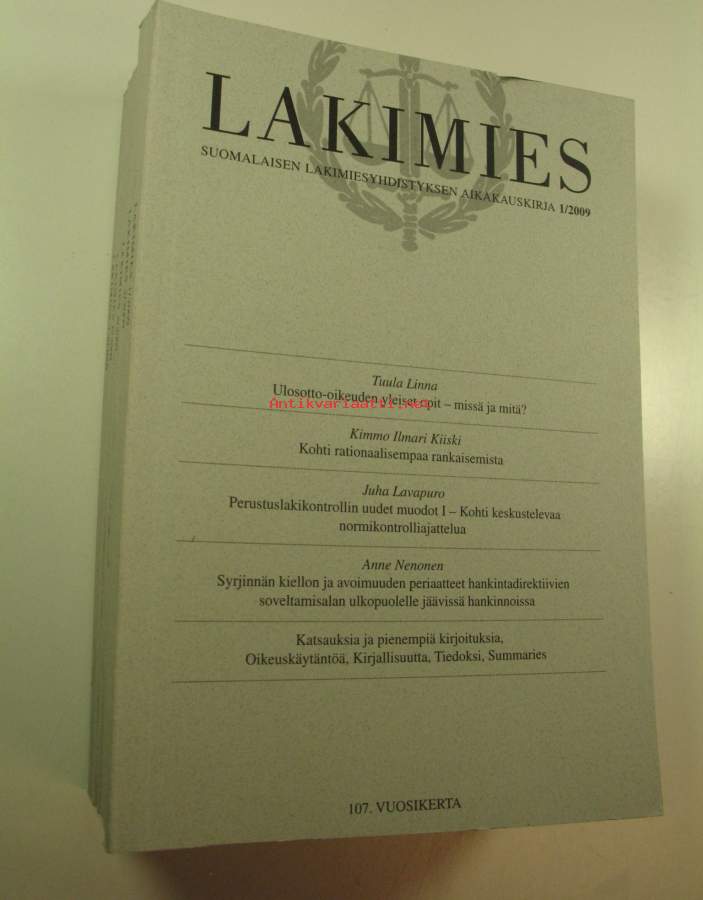 LAKIMIES
SUOMALAISEN LAKIMIESYHDISTYKSEN AIKAKAUSKIRJA 1/2009
Tuula Linna
Ulosotto-oikeuden yleiset opit – missä ja mitä?
Antikvariaatti.net
Kimmo Ilmari Kiiski
Kohti rationaalisempaa rankaisemista
Juha Lavapuro
Perustuslakikontrollin uudet muodot I – Kohti keskustelevaa
normikontrolliajattelua
Anne Nenonen
Syrjinnän kiellon ja avoimuuden periaatteet hankintadirektiivien
soveltamisalan ulkopuolelle jäävissä hankinnoissa
Katsauksia ja pienempiä kirjoituksia,
Oikeuskäytäntöä, Kirjallisuutta, Tiedoksi, Summaries
107. VUOSIKERTA